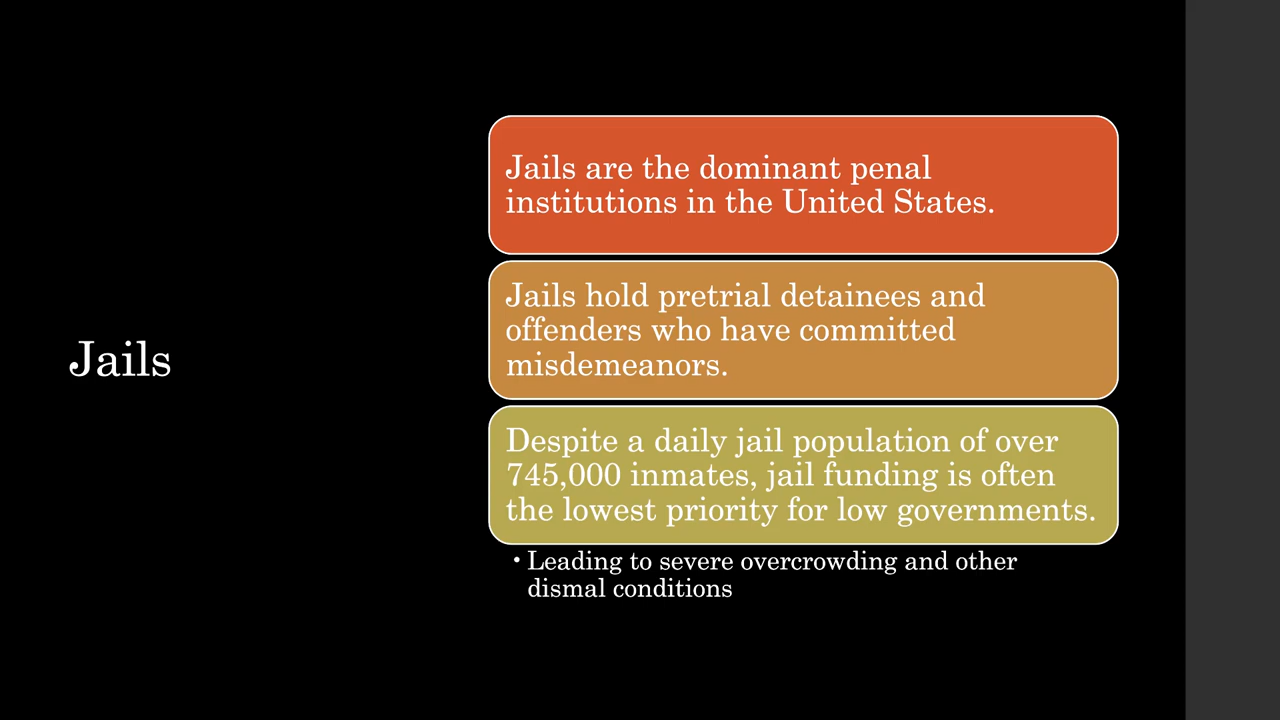 Jails
Jails are the dominant penal
institutions in the United States.
Jails hold pretrial detainees and
offenders who have committed
misdemeanors.
Despite a daily jail population of over
745,000 inmates, jail funding is often
the lowest priority for low governments.
• Leading to severe overcrowding and other
dismal conditions